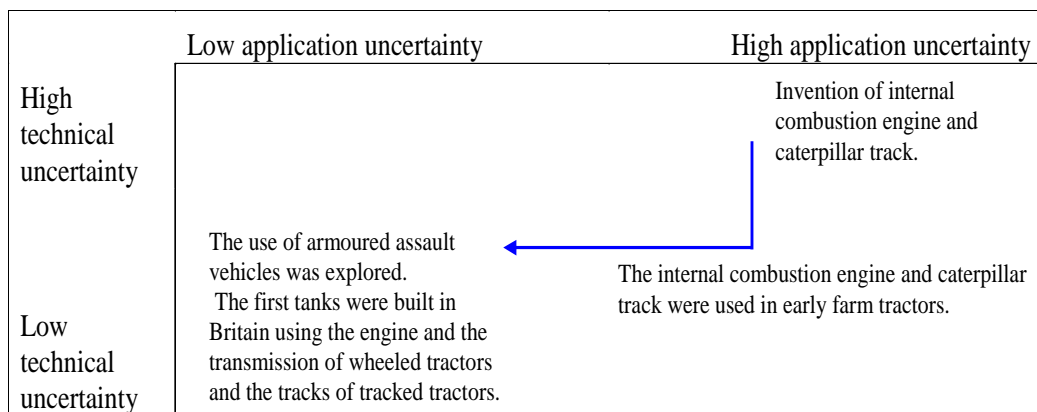 Low application uncertainty
High application uncertainty
High
technical
uncertainty
Invention of internal
combustion engine and
caterpillar track.
The use of armoured assault
vehicles was explored.
The first tanks were built in
Britain using the engine and the
transmission of wheeled tractors
and the tracks of tracked tractors.
The internal combustion engine and caterpillar
track were used in early farm tractors.
Low
technical
uncertainty